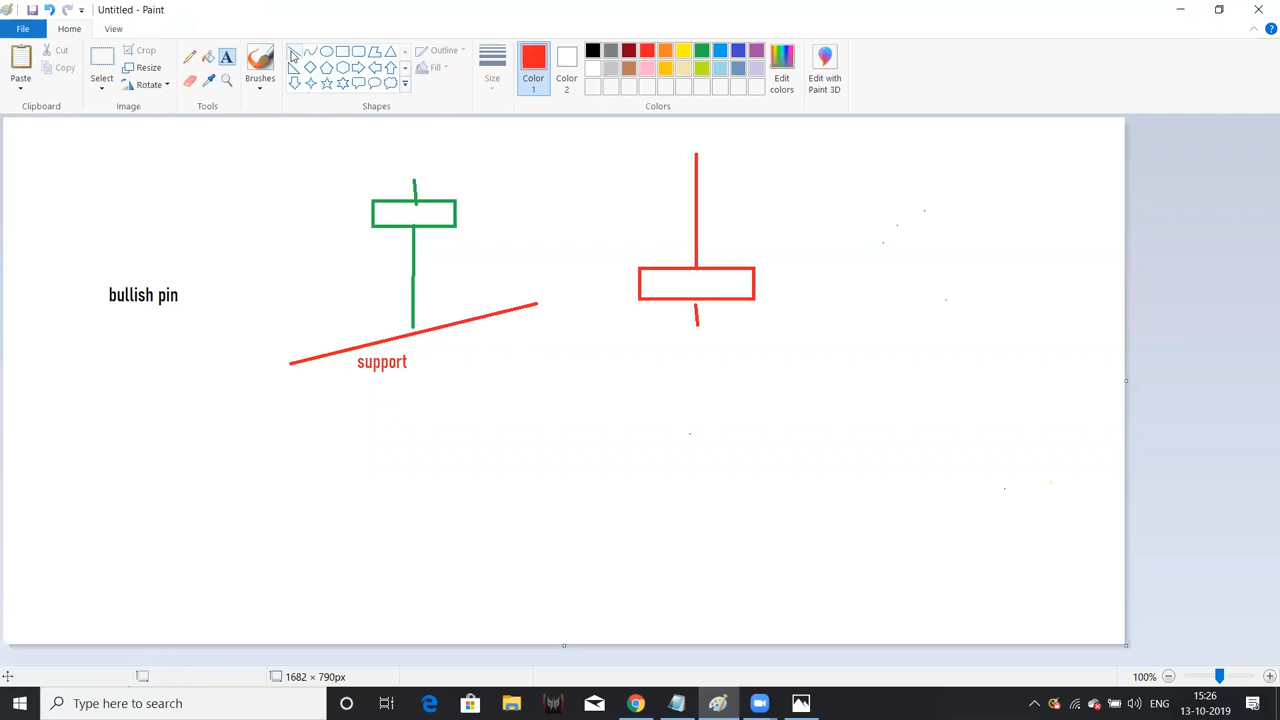 Untitled - Paint
File
Home
View
Paste
Cut
Copy
Clipboard
Select
Crop
Resize
Rotate
Image
A
Tools
Brushes
Outline
Fill
Shapes
Size
Color 1
Color 2
Edit colors
Colors
Edit with Paint 3D
bullish pin
support
1682 × 790px
100%
Type here to search
ENG
15:26
13-10-2019